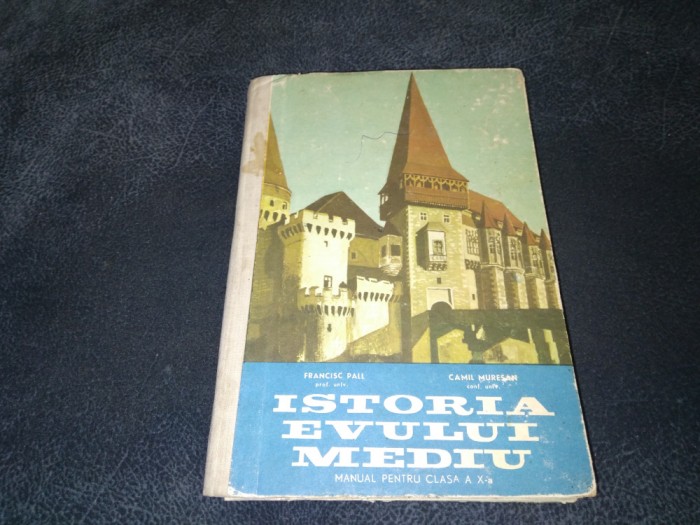 FRANCISC PALL CAMIL MUREȘAN
prof. univ. conf. univ.
ISTORIA
EVULUI
MEDIU
MANUAL PENTRU CLASA A X-a